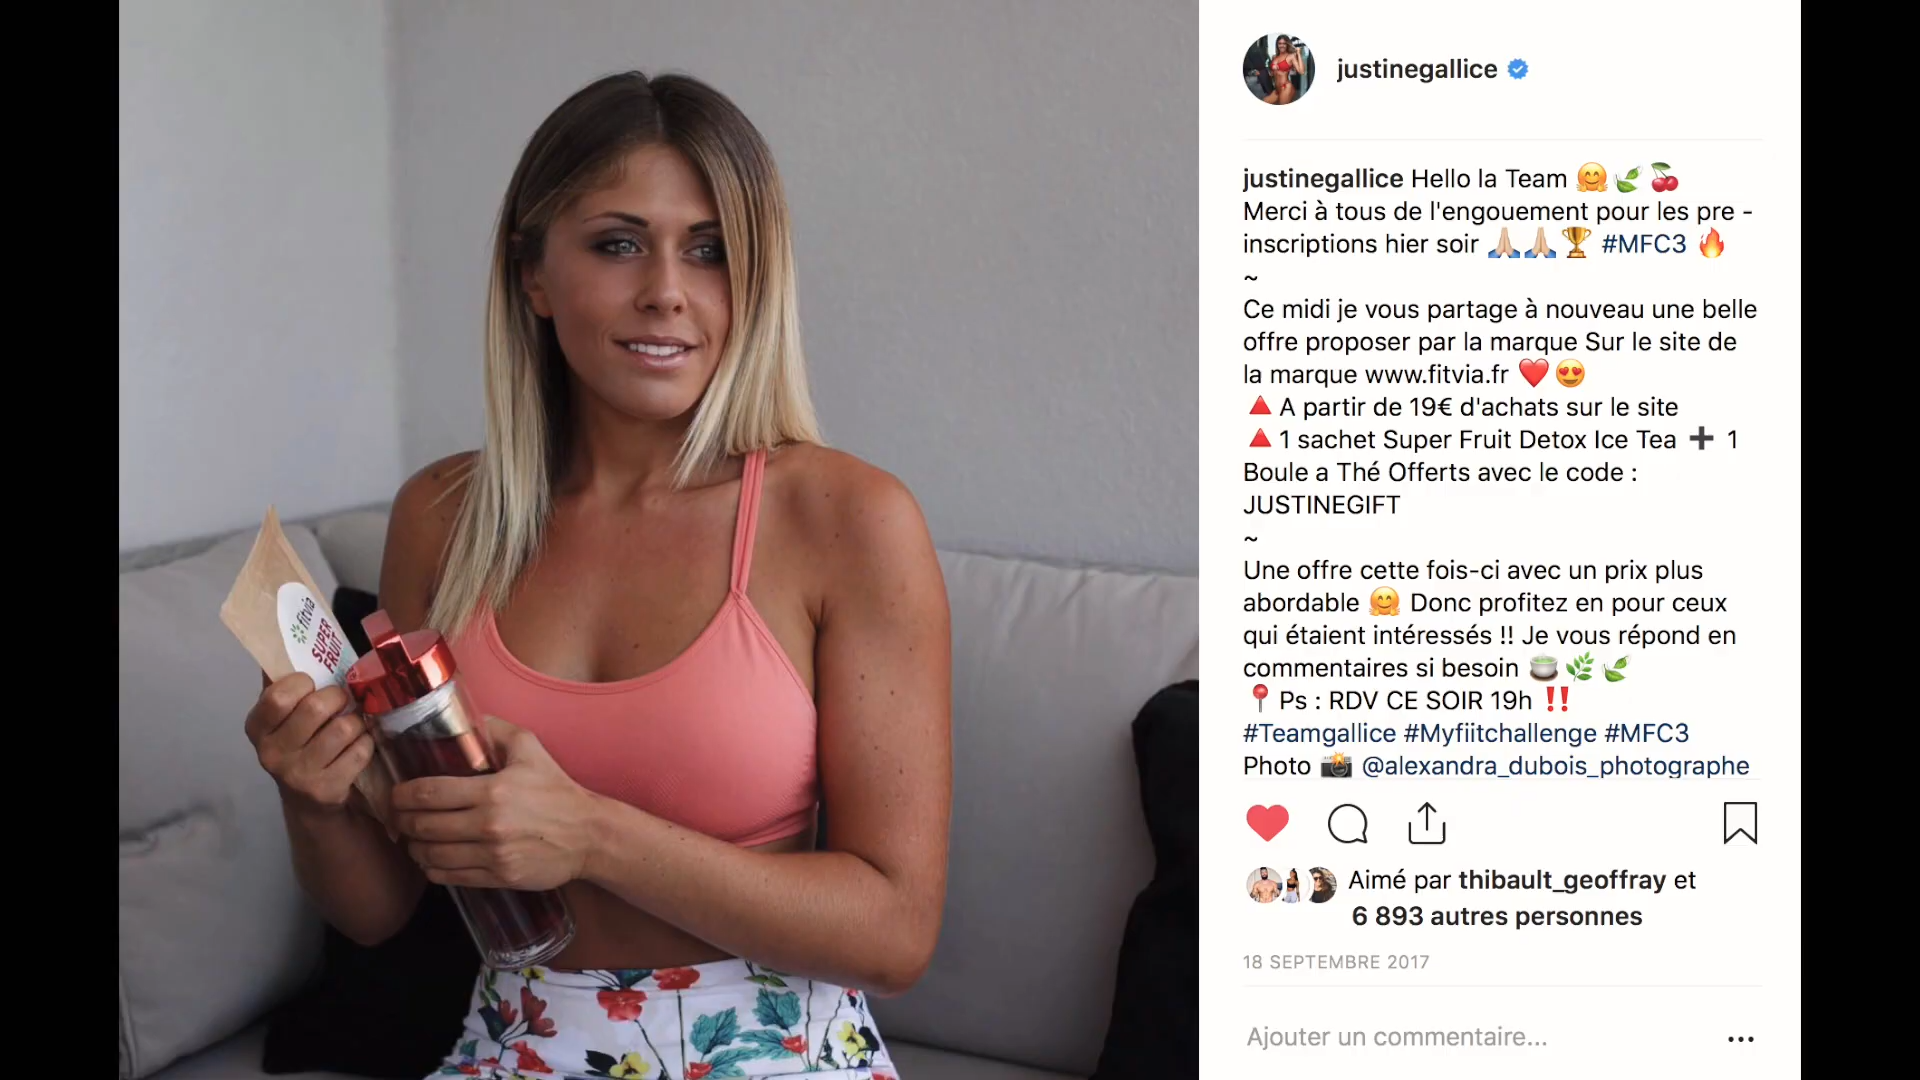 justinegallice
justinegallice Hello la Team 🤗🍃🍒
Merci à tous de l'engouement pour les pre -
inscriptions hier soir 🙏🏼🙏🏼🏆 #MFC3 🔥
~
Ce midi je vous partage à nouveau une belle
offre proposer par la marque Sur le site de
la marque www.fitvia.fr ❤️😍
🔺A partir de 19€ d'achats sur le site
🔺1 sachet Super Fruit Detox Ice Tea ➕ 1
Boule a Thé Offerts avec le code :
JUSTINEGIFT
~
Une offre cette fois-ci avec un prix plus
abordable 🤗 Donc profitez en pour ceux
qui étaient intéressés !! Je vous répond en
commentaires si besoin 🍵🌿🍃
📍Ps : RDV CE SOIR 19h ‼️
#Teamgallice #Myfiitchallenge #MFC3
Photo 📸 @alexandra_dubois_photographe
Aimé par thibault_geoffray et
6 893 autres personnes
18 SEPTEMBRE 2017
Ajouter un commentaire...
fitvia
SUPER
FRUIT